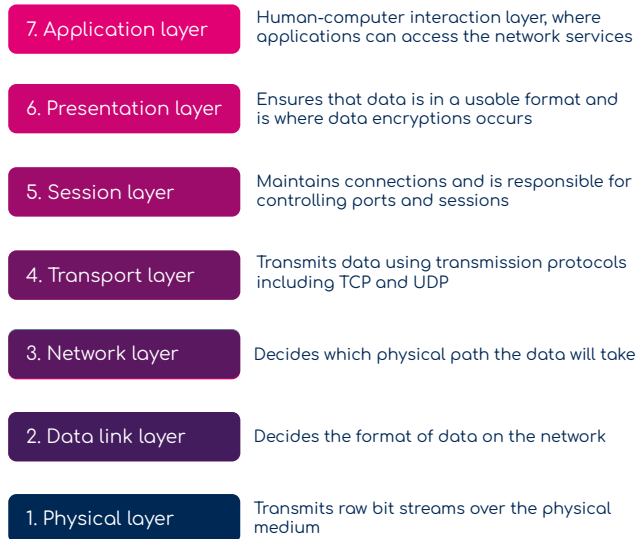 7. Application layer
Human-computer interaction layer, where
applications can access the network services
6. Presentation layer
Ensures that data is in a usable format and
is where data encryptions occurs
5. Session layer
Maintains connections and is responsible for
controlling ports and sessions
4. Transport layer
Transmits data using transmission protocols
including TCP and UDP
3. Network layer
Decides which physical path the data will take
2. Data link layer
Decides the format of data on the network
1. Physical layer
Transmits raw bit streams over the physical
medium